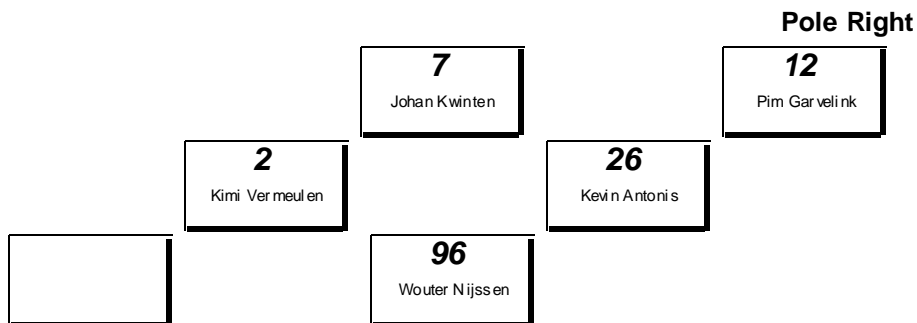 Pole Right
7
Johan Kwinten
12
Pim Garvelink
2
Kimi Vermeulen
26
Kevin Antonis
96
Wouter Nijssen